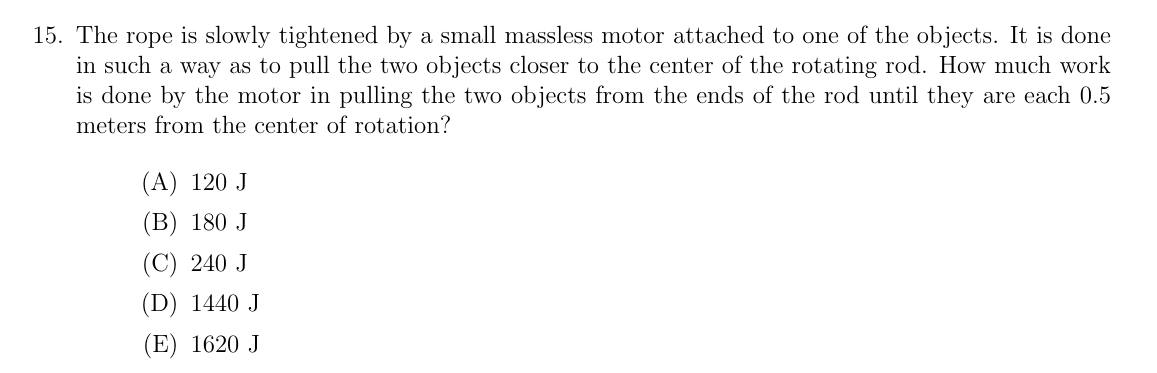 15. The rope is slowly tightened by a small massless motor attached to one of the objects. It is done
in such a way as to pull the two objects closer to the center of the rotating rod. How much work
is done by the motor in pulling the two objects from the ends of the rod until they are each 0.5
meters from the center of rotation?
(A) 120 J
(B) 180 J
(C) 240 J
(D) 1440 J
(E) 1620 J